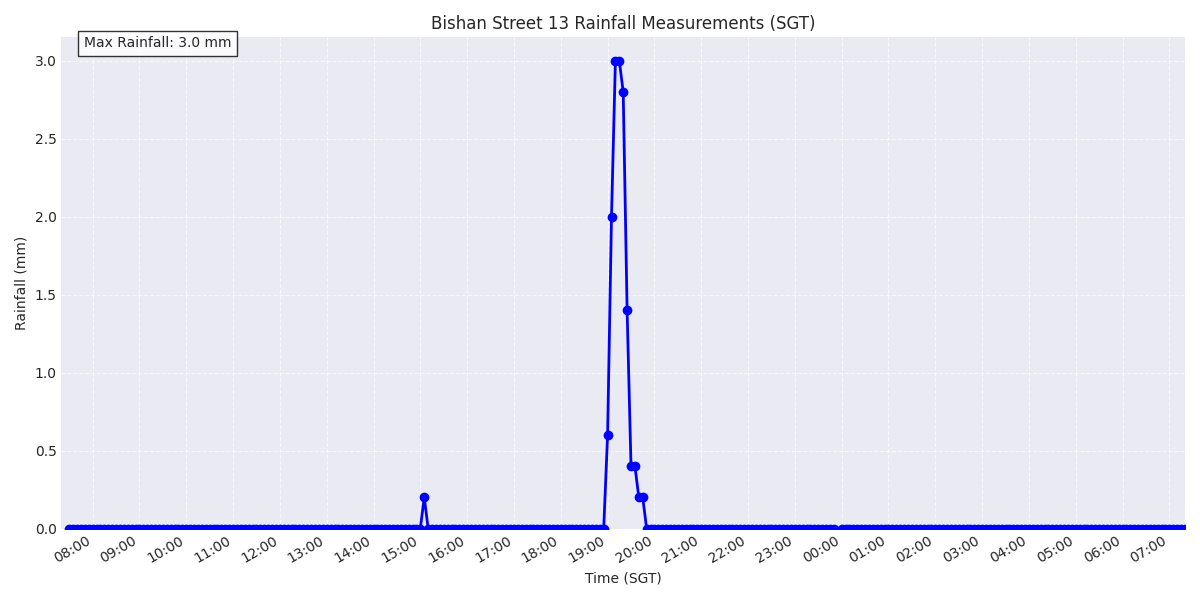 Bishan Street 13 Rainfall Measurements (SGT)
Max Rainfall: 3.0 mm
3.0
2.5
2.0
1.5
1.0
0.5
0.0
Rainfall (mm)
08:00 09:00 10:00 11:00 12:00 13:00 14:00 15:00 16:00 17:00 18:00 19:00 20:00 21:00 22:00 23:00 00:00 01:00 02:00 03:00 04:00 05:00 06:00 07:00
Time (SGT)